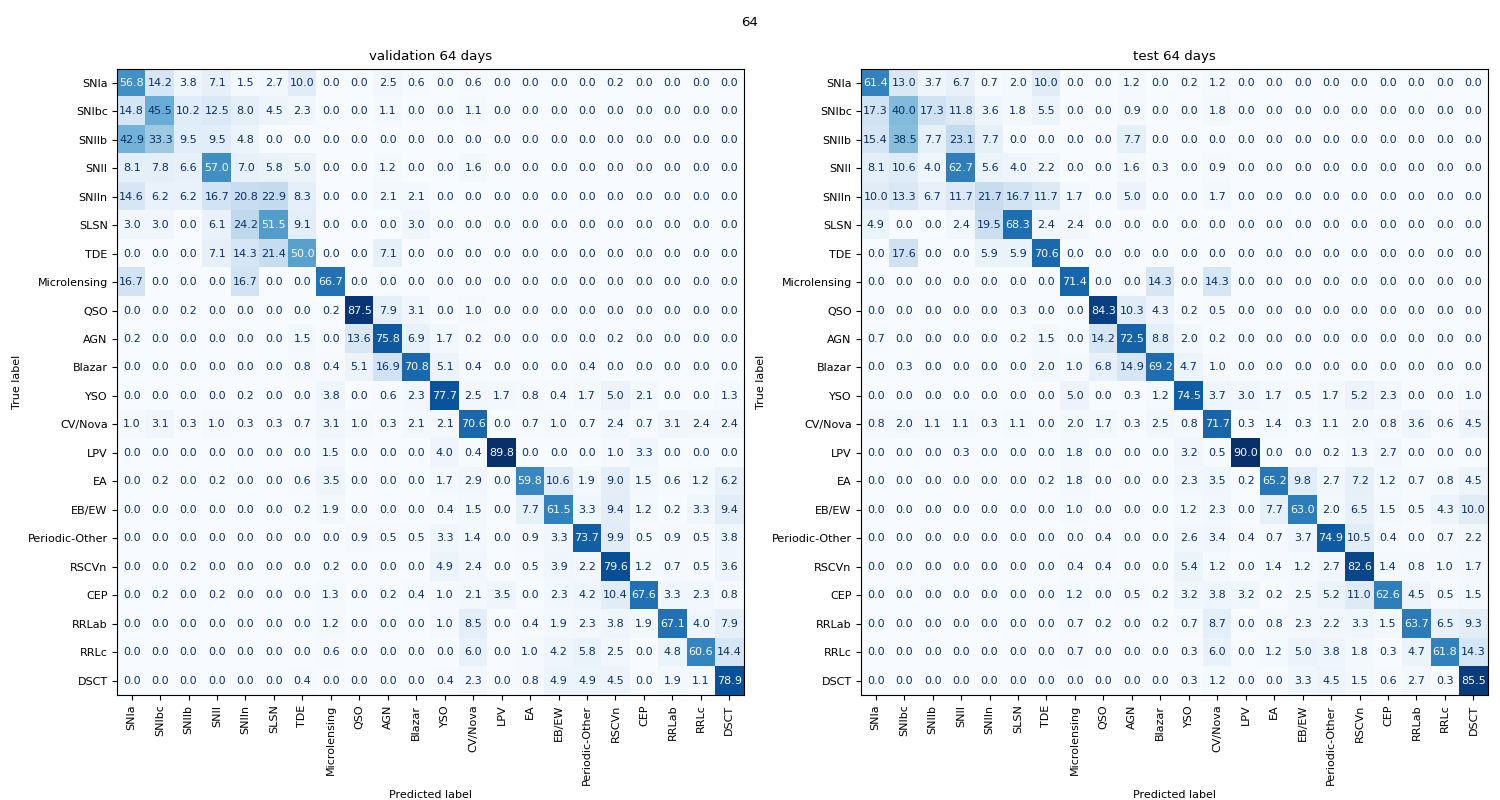 64
validation 64 days
SNIa 56.8 14.2 3.8 7.1 1.5 2.7 10.0 0.0 0.0 2.5 0.6 0.0 0.6 0.0 0.0 0.0 0.0 0.2 0.0 0.0 0.0 0.0
SNIbc 14.8 45.5 10.2 12.5 8.0 4.5 2.3 0.0 0.0 1.1 0.0 0.0 1.1 0.0 0.0 0.0 0.0 0.0 0.0 0.0 0.0 0.0
SNIIb 42.9 33.3 9.5 9.5 4.8 0.0 0.0 0.0 0.0 0.0 0.0 0.0 0.0 0.0 0.0 0.0 0.0 0.0 0.0 0.0 0.0 0.0
SNII 8.1 7.8 6.6 57.0 7.0 5.8 5.0 0.0 0.0 1.2 0.0 0.0 1.6 0.0 0.0 0.0 0.0 0.0 0.0 0.0 0.0 0.0
SNIIn 14.6 6.2 6.2 16.7 20.8 22.9 8.3 0.0 0.0 2.1 2.1 0.0 0.0 0.0 0.0 0.0 0.0 0.0 0.0 0.0 0.0 0.0
SLSN 3.0 3.0 0.0 6.1 24.2 51.5 9.1 0.0 0.0 0.0 3.0 0.0 0.0 0.0 0.0 0.0 0.0 0.0 0.0 0.0 0.0 0.0
TDE 0.0 0.0 0.0 7.1 14.3 21.4 50.0 0.0 0.0 7.1 0.0 0.0 0.0 0.0 0.0 0.0 0.0 0.0 0.0 0.0 0.0 0.0
Microlensing 16.7 0.0 0.0 0.0 16.7 0.0 0.0 66.7 0.0 0.0 0.0 0.0 0.0 0.0 0.0 0.0 0.0 0.0 0.0 0.0 0.0 0.0
QSO 0.0 0.0 0.2 0.0 0.0 0.0 0.0 0.2 87.5 7.9 3.1 0.0 1.0 0.0 0.0 0.0 0.0 0.0 0.0 0.0 0.0 0.0
AGN 0.2 0.0 0.0 0.0 0.0 0.0 1.5 0.0 13.6 75.8 6.9 1.7 0.2 0.0 0.0 0.0 0.0 0.2 0.0 0.0 0.0 0.0
Blazar 0.0 0.0 0.0 0.0 0.0 0.0 0.8 0.4 5.1 16.9 70.8 5.1 0.4 0.0 0.0 0.0 0.4 0.0 0.0 0.0 0.0 0.0
YSO 0.0 0.0 0.0 0.0 0.2 0.0 0.0 3.8 0.0 0.6 2.3 77.7 2.5 1.7 0.8 0.4 1.7 5.0 2.1 0.0 0.0 1.3
CV/Nova 1.0 3.1 0.3 1.0 0.3 0.3 0.7 3.1 1.0 0.3 2.1 2.1 70.6 0.0 0.7 1.0 0.7 2.4 0.7 3.1 2.4 2.4
LPV 0.0 0.0 0.0 0.0 0.0 0.0 0.0 1.5 0.0 0.0 0.0 4.0 0.4 89.8 0.0 0.0 0.0 1.0 3.3 0.0 0.0 0.0
EA 0.0 0.2 0.0 0.2 0.0 0.0 0.6 3.5 0.0 0.0 0.0 1.7 2.9 0.0 59.8 10.6 1.9 9.0 1.5 0.6 1.2 6.2
EB/EW 0.0 0.0 0.0 0.0 0.0 0.0 0.2 1.9 0.0 0.0 0.0 0.4 1.5 0.0 7.7 61.5 3.3 9.4 1.2 0.2 3.3 9.4
Periodic-Other 0.0 0.0 0.0 0.0 0.0 0.0 0.0 0.0 0.9 0.5 0.5 3.3 1.4 0.0 0.9 3.3 73.7 9.9 0.5 0.9 0.5 3.8
RSCVn 0.0 0.0 0.2 0.0 0.0 0.0 0.0 0.2 0.0 0.0 0.0 4.9 2.4 0.0 0.5 3.9 2.2 79.6 1.2 0.7 0.5 3.6
CEP 0.0 0.2 0.0 0.2 0.0 0.0 0.0 1.3 0.0 0.2 0.4 1.0 2.1 3.5 0.0 2.3 4.2 10.4 67.6 3.3 2.3 0.8
RRLab 0.0 0.0 0.0 0.0 0.0 0.0 0.0 1.2 0.0 0.0 0.0 1.0 8.5 0.0 0.4 1.9 2.3 3.8 1.9 67.1 4.0 7.9
RRLc 0.0 0.0 0.0 0.0 0.0 0.0 0.0 0.6 0.0 0.0 0.0 0.0 6.0 0.0 1.0 4.2 5.8 2.5 0.0 4.8 60.6 14.4
DSCT 0.0 0.0 0.0 0.0 0.0 0.0 0.4 0.0 0.0 0.0 0.0 0.4 2.3 0.0 0.8 4.9 4.9 4.5 0.0 1.9 1.1 78.9
SNIa SNIbc SNIIb SNII SNIIn SLSN TDE Microlensing QSO AGN Blazar YSO CV/Nova LPV EA EB/EW Periodic-Other RSCVn CEP RRLab RRLc DSCT
Predicted label
True label
test 64 days
SNIa 61.4 13.0 3.7 6.7 0.7 2.0 10.0 0.0 0.0 1.2 0.0 0.2 1.2 0.0 0.0 0.0 0.0 0.0 0.0 0.0 0.0 0.0
SNIbc 17.3 40.0 17.3 11.8 3.6 1.8 5.5 0.0 0.0 0.9 0.0 0.0 1.8 0.0 0.0 0.0 0.0 0.0 0.0 0.0 0.0 0.0
SNIIb 15.4 38.5 7.7 23.1 7.7 0.0 0.0 0.0 0.0 7.7 0.0 0.0 0.0 0.0 0.0 0.0 0.0 0.0 0.0 0.0 0.0 0.0
SNII 8.1 10.6 4.0 62.7 5.6 4.0 2.2 0.0 0.0 1.6 0.3 0.0 0.9 0.0 0.0 0.0 0.0 0.0 0.0 0.0 0.0 0.0
SNIIn 10.0 13.3 6.7 11.7 21.7 16.7 11.7 1.7 0.0 5.0 0.0 0.0 1.7 0.0 0.0 0.0 0.0 0.0 0.0 0.0 0.0 0.0
SLSN 4.9 0.0 0.0 2.4 19.5 68.3 2.4 2.4 0.0 0.0 0.0 0.0 0.0 0.0 0.0 0.0 0.0 0.0 0.0 0.0 0.0 0.0
TDE 0.0 17.6 0.0 0.0 5.9 5.9 70.6 0.0 0.0 0.0 0.0 0.0 0.0 0.0 0.0 0.0 0.0 0.0 0.0 0.0 0.0 0.0
Microlensing 0.0 0.0 0.0 0.0 0.0 0.0 0.0 71.4 0.0 0.0 14.3 0.0 14.3 0.0 0.0 0.0 0.0 0.0 0.0 0.0 0.0 0.0
QSO 0.0 0.0 0.0 0.0 0.0 0.3 0.0 0.0 84.3 10.3 4.3 0.2 0.5 0.0 0.0 0.0 0.0 0.0 0.0 0.0 0.0 0.0
AGN 0.7 0.0 0.0 0.0 0.0 0.2 1.5 0.0 14.2 72.5 8.8 2.0 0.2 0.0 0.0 0.0 0.0 0.0 0.0 0.0 0.0 0.0
Blazar 0.0 0.3 0.0 0.0 0.0 0.0 2.0 1.0 6.8 14.9 69.2 4.7 1.0 0.0 0.0 0.0 0.0 0.0 0.0 0.0 0.0 0.0
YSO 0.0 0.0 0.0 0.0 0.0 0.0 0.0 5.0 0.0 0.3 1.2 74.5 3.7 3.0 1.7 0.5 1.7 5.2 2.3 0.0 0.0 1.0
CV/Nova 0.8 2.0 1.1 1.1 0.3 1.1 0.0 2.0 1.7 0.3 2.5 0.8 71.7 0.3 1.4 0.3 1.1 2.0 0.8 3.6 0.6 4.5
LPV 0.0 0.0 0.0 0.3 0.0 0.0 0.0 1.8 0.0 0.0 0.0 3.2 0.5 90.0 0.0 0.0 0.2 1.3 2.7 0.0 0.0 0.0
EA 0.0 0.0 0.0 0.0 0.0 0.0 0.2 1.8 0.0 0.0 0.0 2.3 3.5 0.2 65.2 9.8 2.7 7.2 1.2 0.7 0.8 4.5
EB/EW 0.0 0.0 0.0 0.0 0.0 0.0 0.0 1.0 0.0 0.0 0.0 1.2 2.3 0.0 7.7 63.0 2.0 6.5 1.5 0.5 4.3 10.0
Periodic-Other 0.0 0.0 0.0 0.0 0.0 0.0 0.0 0.0 0.4 0.0 0.0 2.6 3.4 0.4 0.7 3.7 74.9 10.5 0.4 0.0 0.7 2.2
RSCVn 0.0 0.0 0.0 0.0 0.0 0.0 0.0 0.4 0.4 0.0 0.0 5.4 1.2 0.0 1.4 1.2 2.7 82.6 1.4 0.8 1.0 1.7
CEP 0.0 0.0 0.0 0.0 0.0 0.0 0.0 1.2 0.0 0.5 0.2 3.2 3.8 3.2 0.2 2.5 5.2 11.0 62.6 4.5 0.5 1.5
RRLab 0.0 0.0 0.0 0.0 0.0 0.0 0.0 0.7 0.2 0.0 0.2 0.7 8.7 0.0 0.8 2.3 2.2 3.3 1.5 63.7 6.5 9.3
RRLc 0.0 0.0 0.0 0.0 0.0 0.0 0.0 0.7 0.0 0.0 0.0 0.3 6.0 0.0 1.2 5.0 3.8 1.8 0.3 4.7 61.8 14.3
DSCT 0.0 0.0 0.0 0.0 0.0 0.0 0.0 0.0 0.0 0.0 0.0 0.3 1.2 0.0 0.0 3.3 4.5 1.5 0.6 2.7 0.3 85.5
SNIa SNIbc SNIIb SNII SNIIn SLSN TDE Microlensing QSO AGN Blazar YSO CV/Nova LPV EA EB/EW Periodic-Other RSCVn CEP RRLab RRLc DSCT
Predicted label
True label